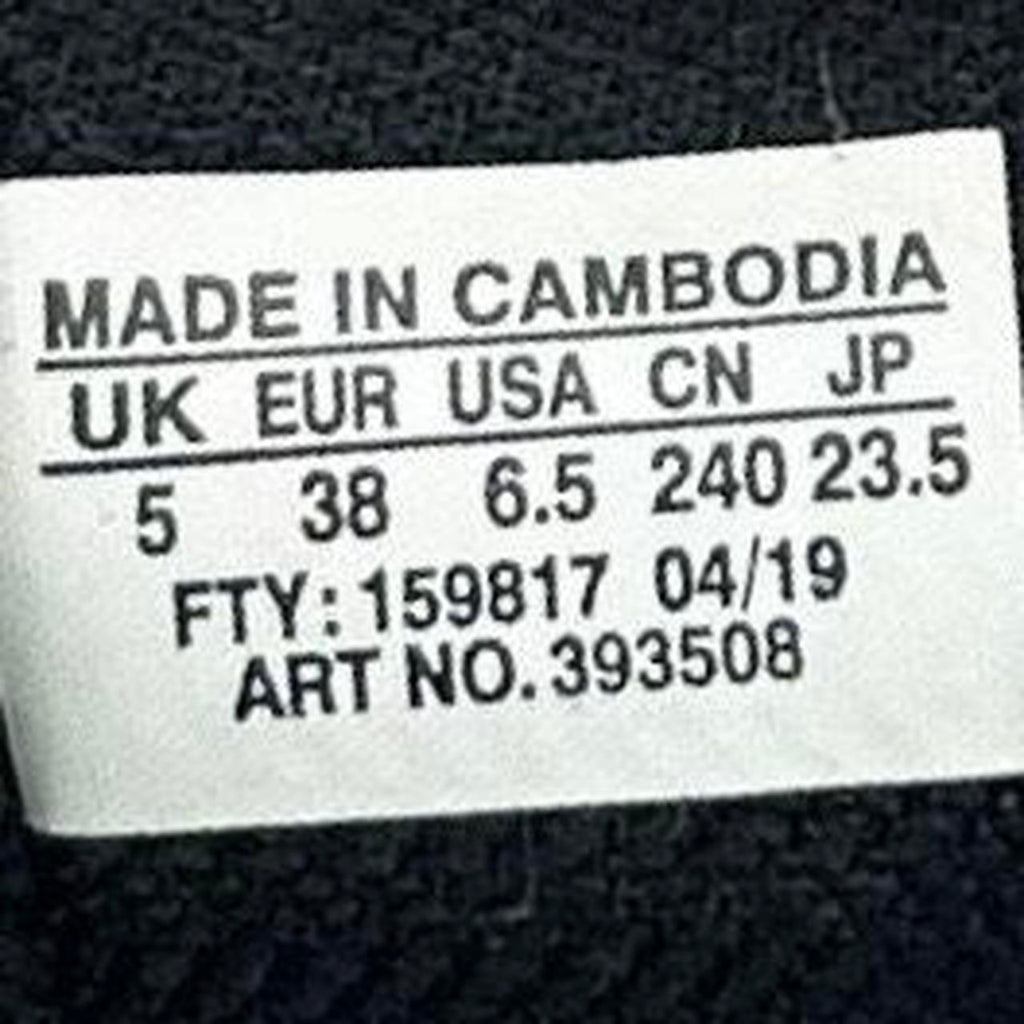 MADE IN CAMBODIA
UK EUR USA CN JP
5 38 6.5 240 23.5
FTY: 159817 04/19
ART NO. 393508